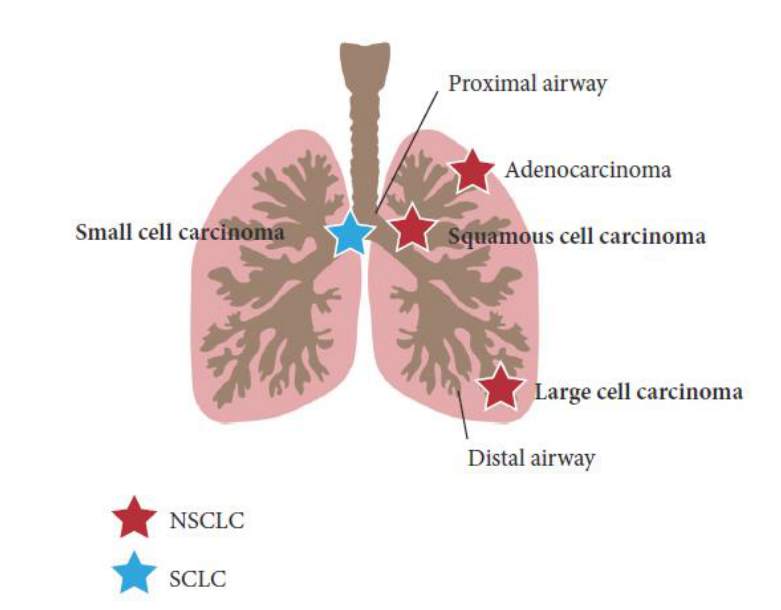 Proximal airway
Adenocarcinoma
Small cell carcinoma
Squamous cell carcinoma
Large cell carcinoma
Distal airway
NSCLC
SCLC